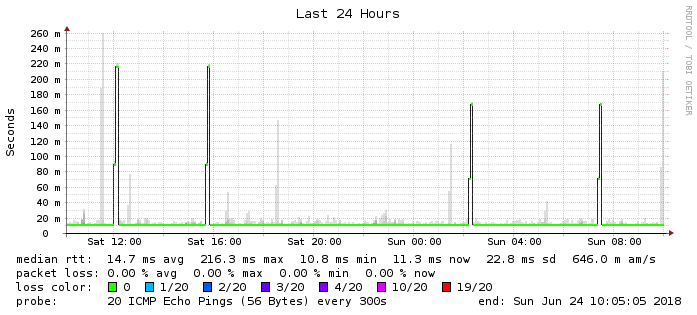 Last 24 Hours
RRDTOOL / TOBI OETIKER
Seconds
260 m
240 m
220 m
200 m
180 m
160 m
140 m
120 m
100 m
80 m
60 m
40 m
20 m
0
Sat 12:00 Sat 16:00 Sat 20:00 Sun 00:00 Sun 04:00 Sun 08:00
median rtt: 14.7 ms avg 216.3 ms max 10.8 ms min 11.3 ms now 22.8 ms sd 646.0 m am/s
packet loss: 0.00 % avg 0.00 % max 0.00 % min 0.00 % now
loss color: 0 1/20 2/20 3/20 4/20 10/20 19/20
probe: 20 ICMP Echo Pings (56 Bytes) every 300s end: Sun Jun 24 10:05:05 2018